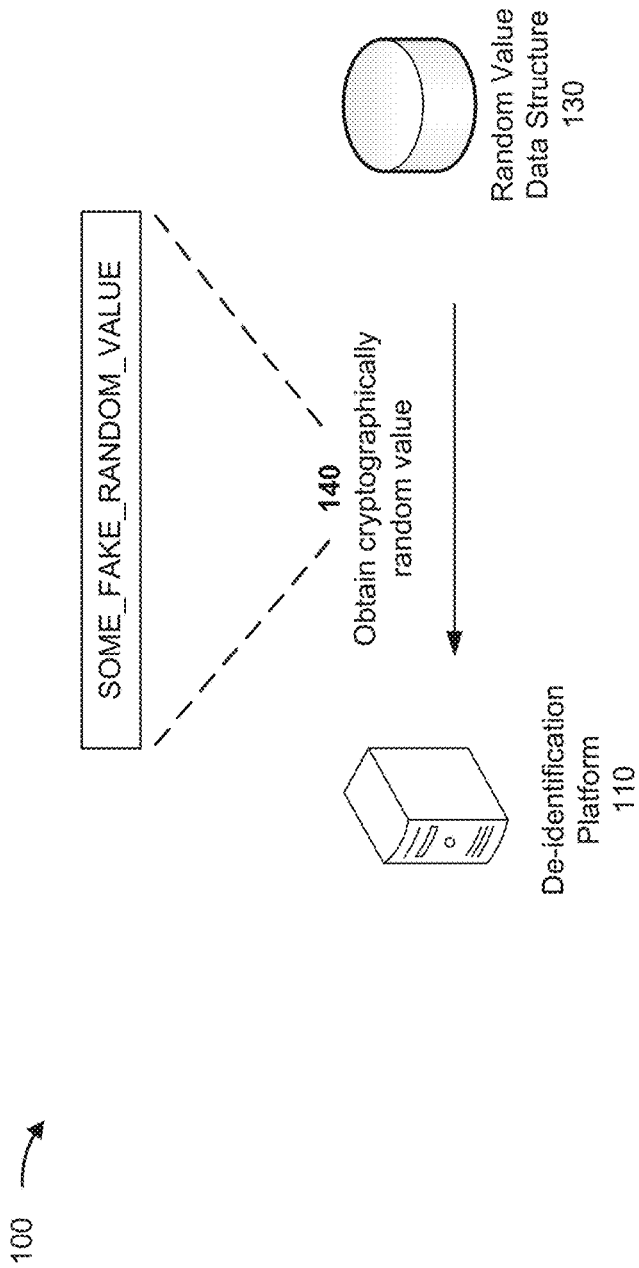 100
SOME_FAKE_RANDOM_VALUE
140
Obtain cryptographically
random value
De-identification
Platform
110
Random Value
Data Structure
130